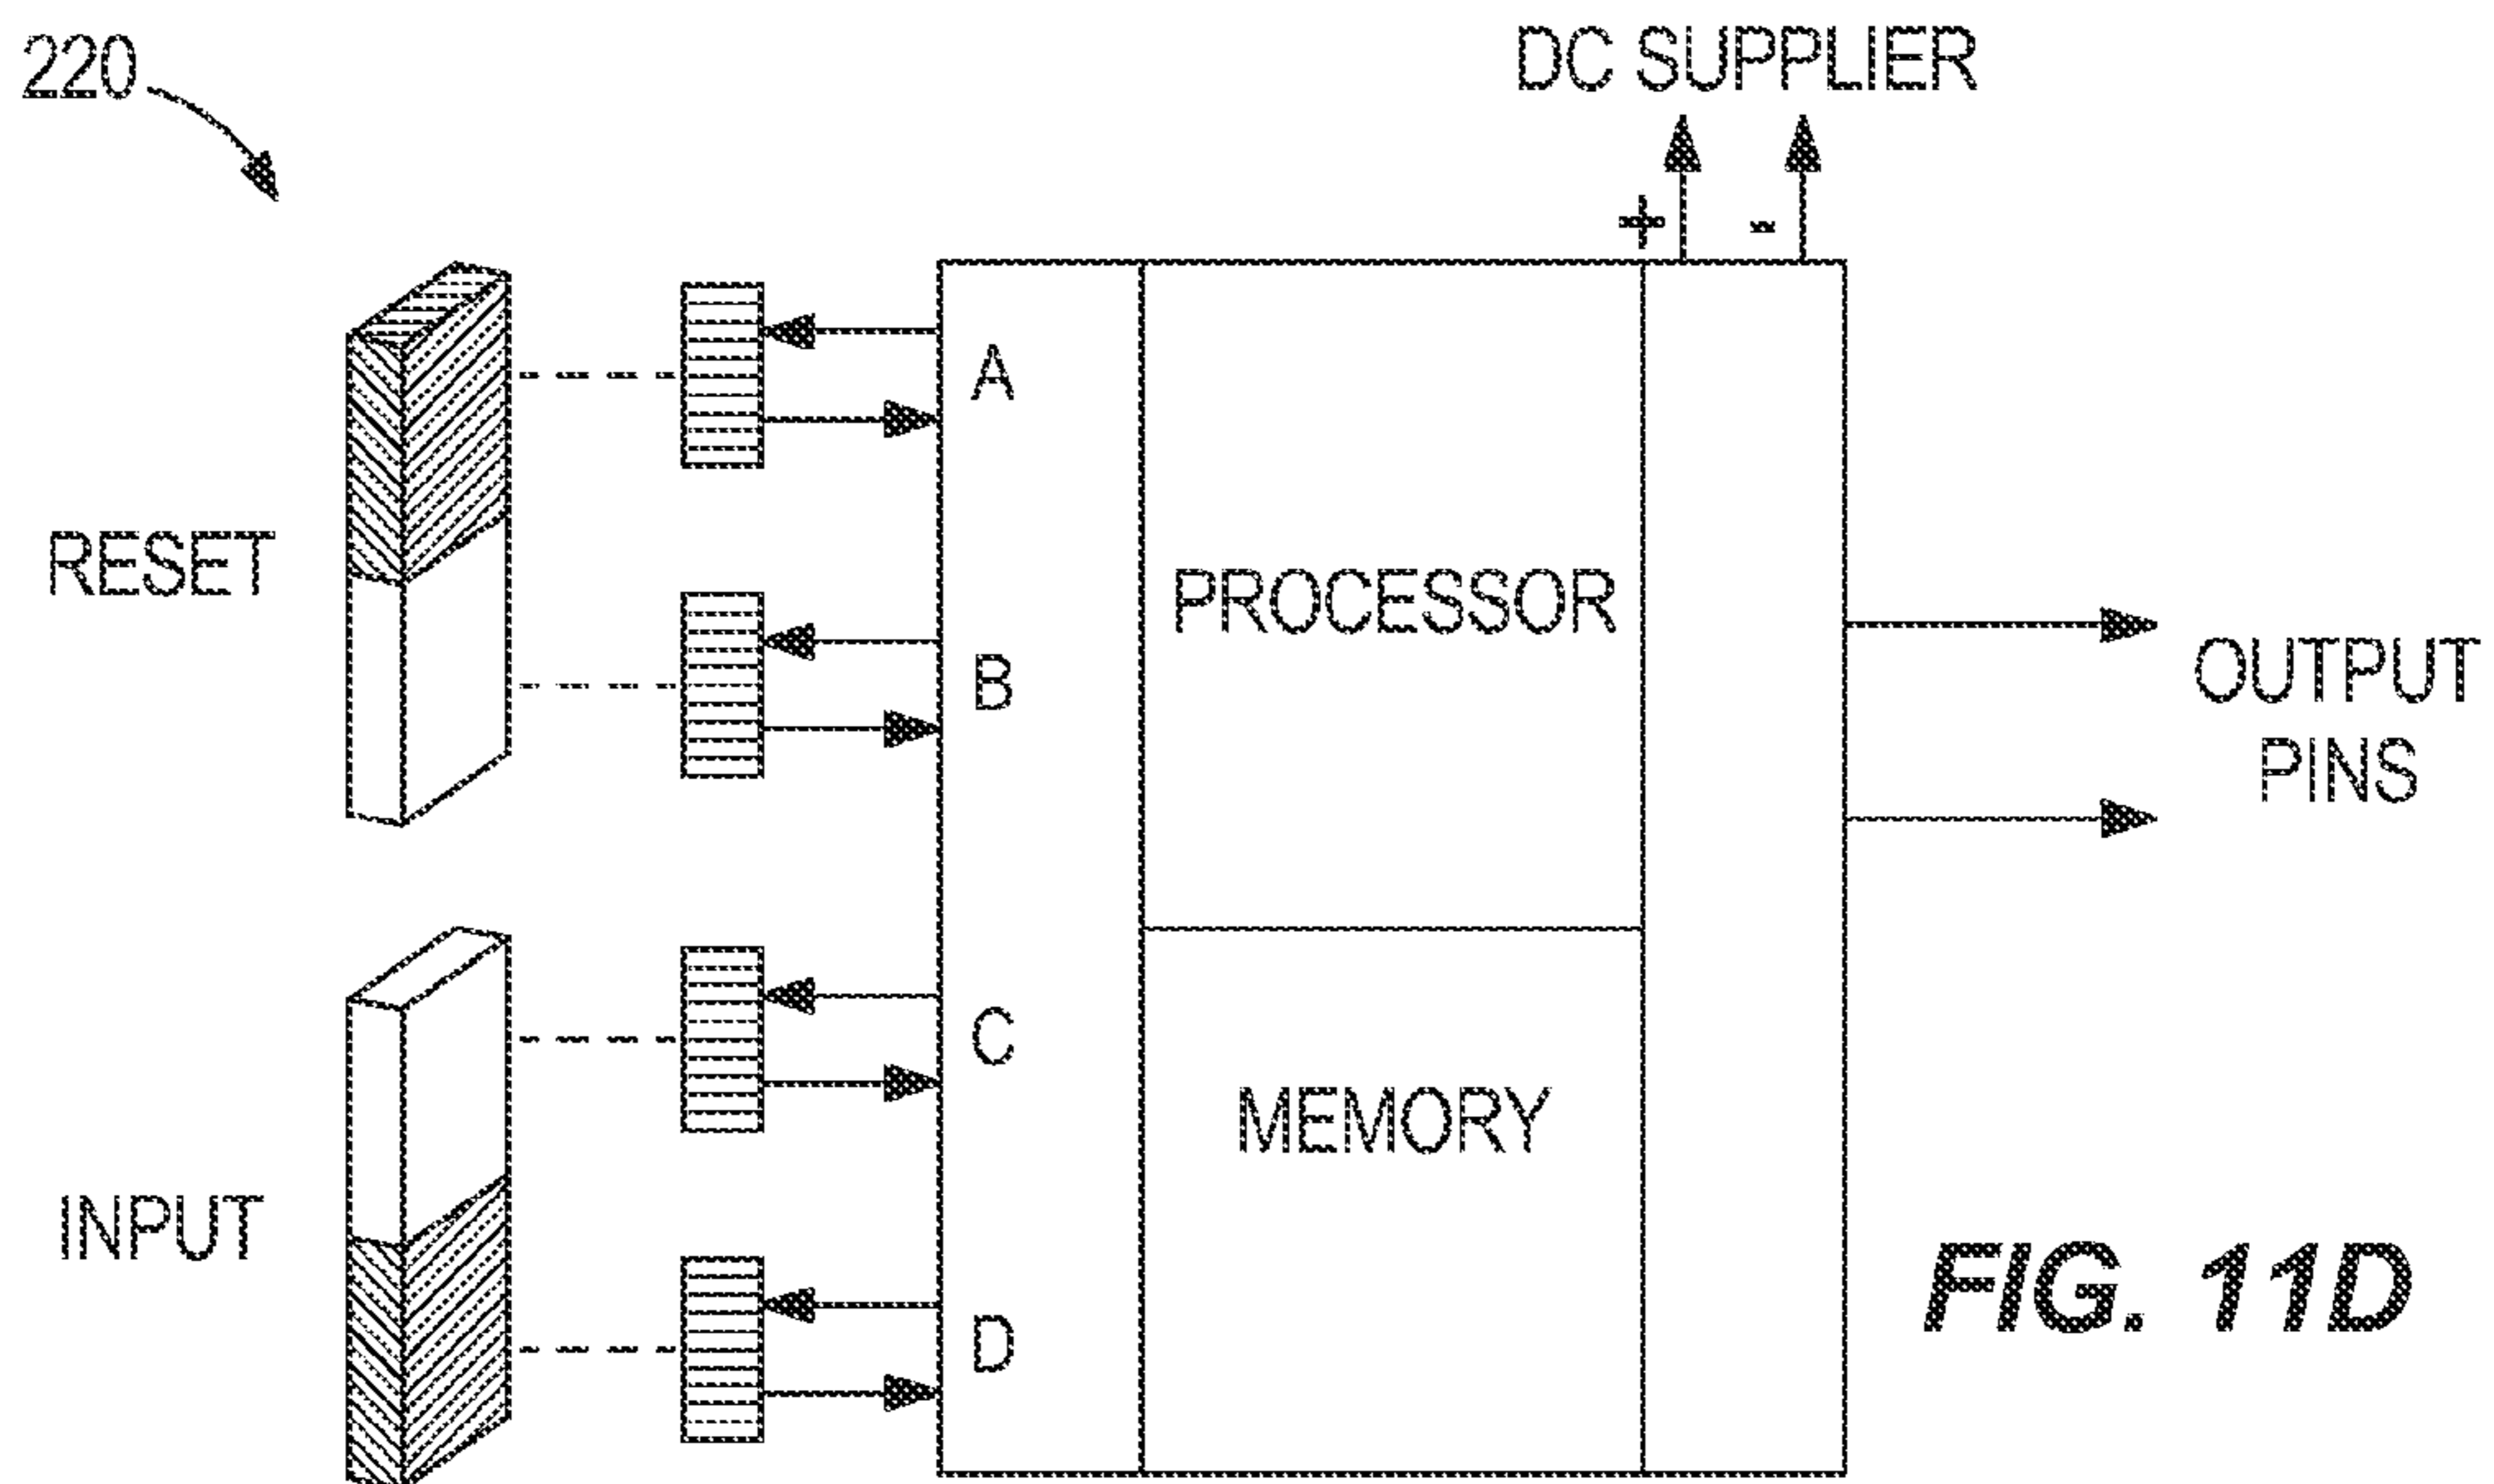 220
DC SUPPLIER
+ -
A
RESET
PROCESSOR
B
OUTPUT
PINS
C
MEMORY
INPUT
D
FIG. 11D